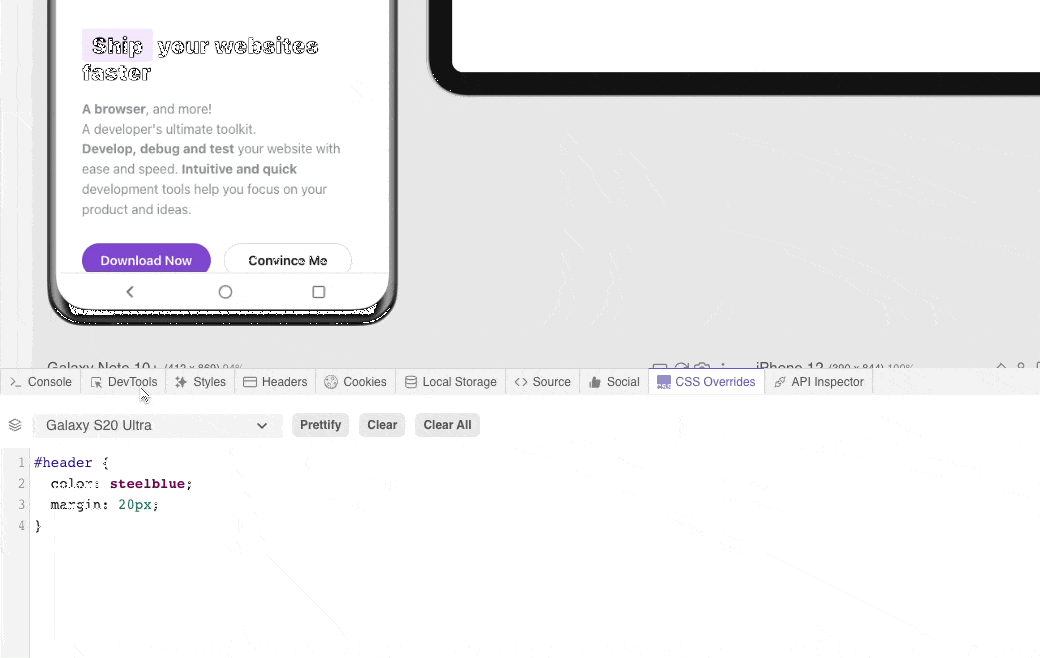 Ship your websites
faster
A browser, and more!
A developer's ultimate toolkit.
Develop, debug and test your website with
ease and speed. Intuitive and quick
development tools help you focus on your
product and ideas.
Download Now Convince Me
Galaxy Note 10+ (412 x 869) 94% iPhone 12 (390 x 844) 100%
Console DevTools Styles Headers Cookies Local Storage Source Social CSS CSS Overrides API Inspector
Galaxy S20 Ultra Prettify Clear Clear All
1 #header {
2 color: steelblue;
3 margin: 20px;
4 }